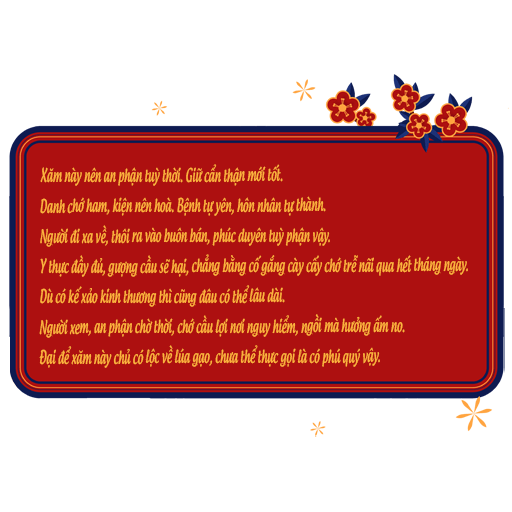 Xăm này nên an phận tuỳ thời. Giữ cẩn thận mới tốt.
Danh chớ ham, kiện nên hoà. Bệnh tự yên, hôn nhân tự thành.
Người đi xa về, thôi ra vào buôn bán, phúc duyên tuỳ phận vậy.
Y thực đầy đủ, gượng cầu sẽ hại, chẳng bằng cố gắng cày cấy chớ trễ nãi qua hết tháng ngày.
Dù có kế xảo kinh thương thì cũng đâu có thể lâu dài.
Người xem, an phận chờ thời, chớ cầu lợi nơi nguy hiểm, ngồi mà hưởng ấm no.
Đại để xăm này chủ có lộc về lúa gạo, chưa thể thực gọi là có phú quý vậy.